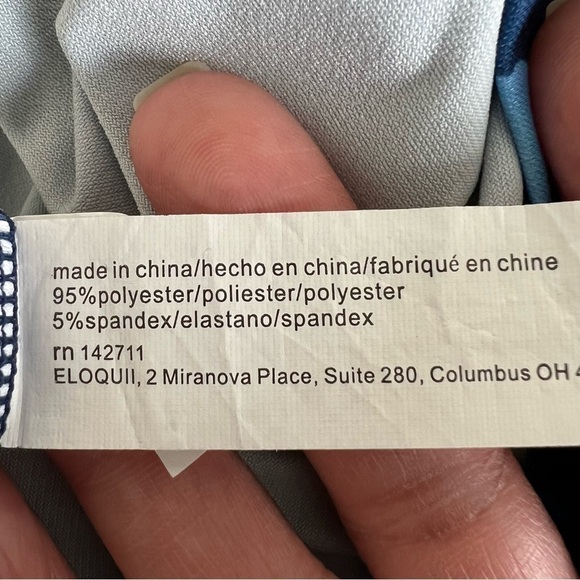 made in china/hecho en china/fabriqué en chine
95%polyester/poliester/polyester
5%spandex/elastano/spandex
rn 142711
ELOQUII, 2 Miranova Place, Suite 280, Columbus OH